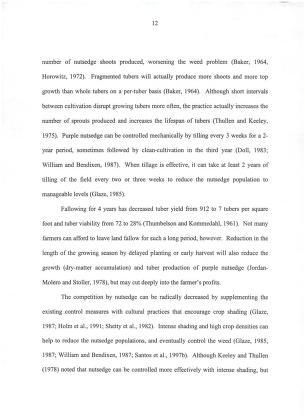 12
number of nutsedge shoots produced, worsening the weed problem (Baker, 1964,
Horowitz, 1972). Fragmented tubers will actually produce more shoots and more top
growth than whole tubers on a per-tuber basis (Baker, 1964). Although short intervals
between cultivation disrupt growing tubers more often, the practice actually increases the
number of sprouts produced and increases the lifespan of tubers (Thullen and Keeley,
1975). Purple nutsedge can be controlled mechanically by tilling every 3 weeks for a 2-
year period, sometimes followed by clean-cultivation in the third year (Doll, 1983;
William and Bendixen, 1987). When tillage is effective, it can take at least 2 years of
tilling of the field every two or three weeks to reduce the nutsedge population to
manageable levels (Glaze, 1985).
Fallowing for 4 years has decreased tuber yield from 912 to 7 tubers per square
foot and tuber viability from 72 to 28% (Thumbelson and Kommedahl, 1961). Not many
farmers can afford to leave land fallow for such a long period, however. Reduction in the
length of the growing season by delayed planting or early harvest will also reduce the
growth (dry-matter accumulation) and tuber production of purple nutsedge (Jordan-
Molero and Stoller, 1978), but may cut deeply into the farmer's profits.
The competition by nutsedge can be radically decreased by supplementing the
existing control measures with cultural practices that encourage crop shading (Glaze,
1987; Holm et al., 1991; Shetty et al., 1982). Intense shading and high crop densities can
help to reduce the nutsedge populations, and eventually control the weed (Glaze, 1985,
1987; William and Bendixen, 1987; Santos et al., 1997b). Although Keeley and Thullen
(1978) noted that nutsedge can be controlled more effectively with intense shading, but